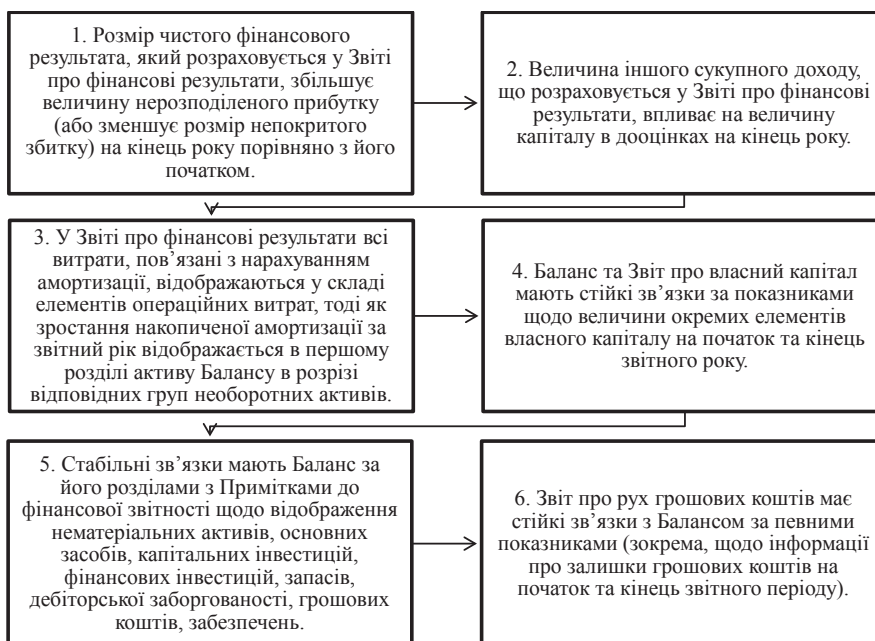 1. Розмір чистого фінансового
результата, який розраховується у Звіті
про фінансові результати, збільшує
величину нерозподіленого прибутку
(або зменшує розмір непокритого
збитку) на кінець року порівняно з його
початком.
2. Величина іншого сукупного доходу,
що розраховується у Звіті про фінансові
результати, впливає на величину
капіталу в дооцінках на кінець року.
3. У Звіті про фінансові результати всі
витрати, пов’язані з нарахуванням
амортизації, відображаються у складі
елементів операційних витрат, тоді як
зростання накопиченої амортизації за
звітний рік відображається в першому
розділі активу Балансу в розрізі
відповідних груп необоротних активів.
4. Баланс та Звіт про власний капітал
мають стійкі зв’язки за показниками
щодо величини окремих елементів
власного капіталу на початок та кінець
звітного року.
5. Стабільні зв’язки мають Баланс за
його розділами з Примітками до
фінансової звітності щодо відображення
нематеріальних активів, основних
засобів, капітальних інвестицій,
фінансових інвестицій, запасів,
дебіторської заборгованості, грошових
коштів, забезпечень.
6. Звіт про рух грошових коштів має
стійкі зв’язки з Балансом за певними
показниками (зокрема, щодо інформації
про залишки грошових коштів на
початок та кінець звітного періоду).